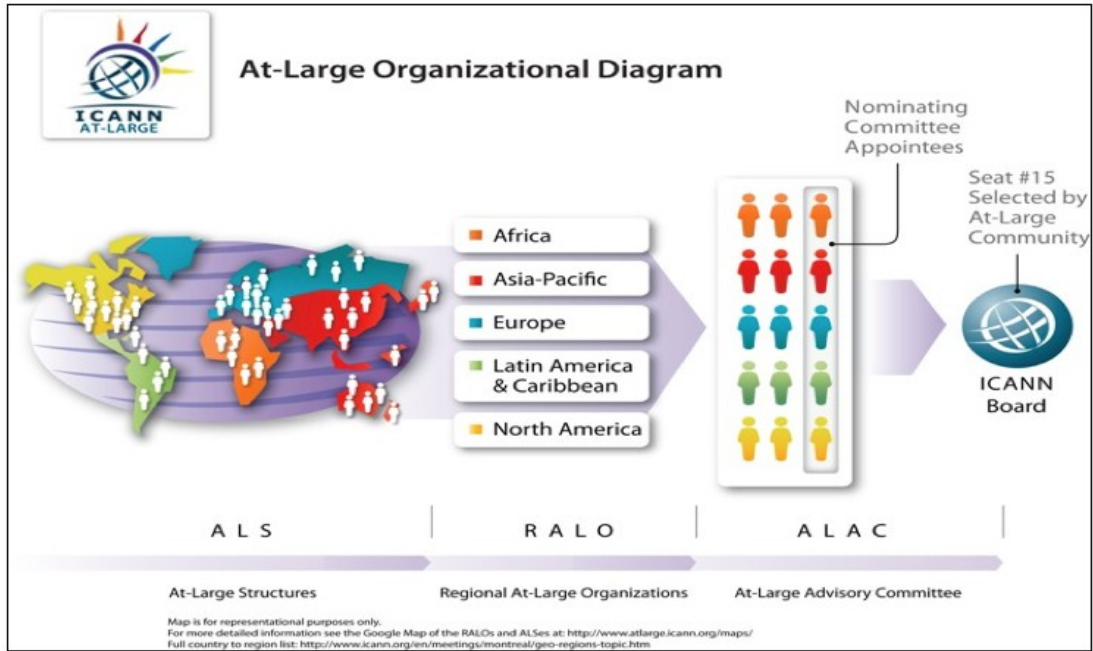 ICANN
AT-LARGE
At-Large Organizational Diagram
Nominating
Committee
Appointees
Seat #15
Selected by
At-Large
Community
Africa
Asia-Pacific
Europe
Latin America
& Caribbean
North America
ICANN
Board
ALS
RALO
ALAC
At-Large Structures
Regional At-Large Organizations
At-Large Advisory Committee
Map is for representational purposes only.
For more detailed information see the Google Map of the RALOs and ALSes at: http://www.atlarge.icann.org/maps/
Full country to region list: http://www.icann.org/en/meetings/montreal/geo-regions-topic.htm